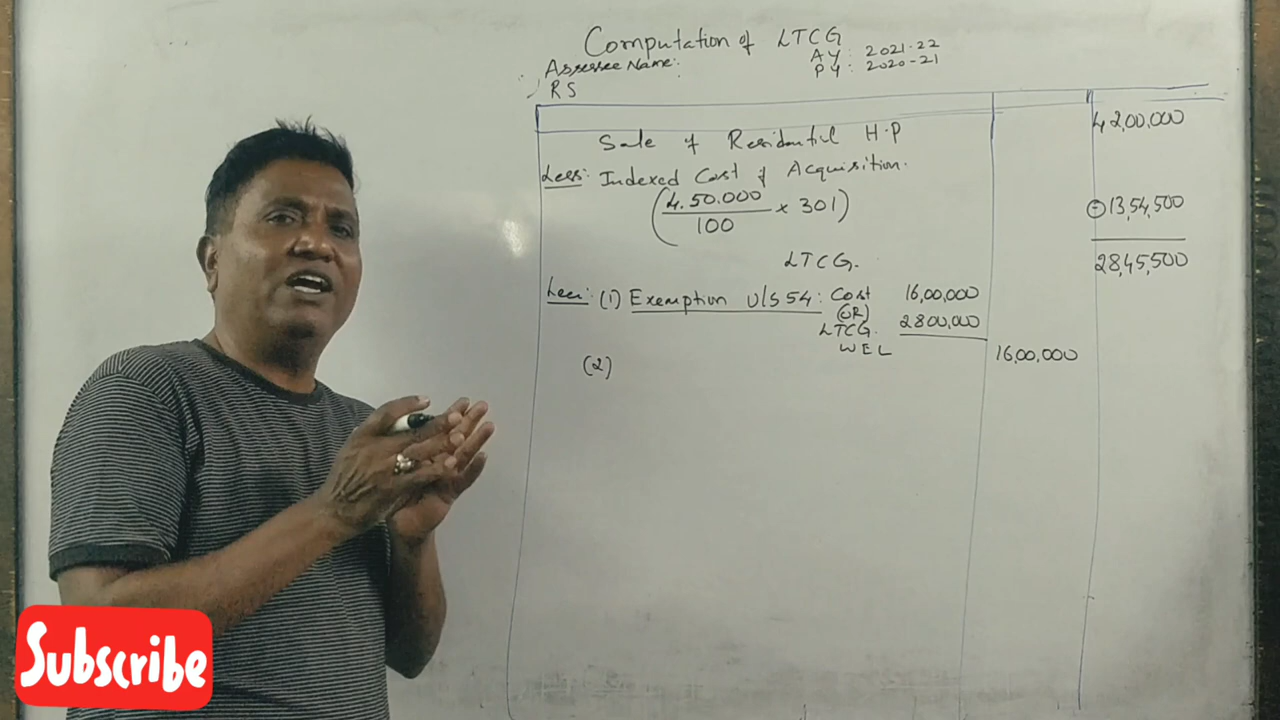 Computation of LTCG
Assessee Name: AY: 2021-22
RS PY: 2020-21
Sale of Residential H.P 42,00,000
Less: Indexed Cost of Acquisition.
(4.50.000 / 100 × 301) (-) 13,54,500
LTCG. 28,45,500
Less: (1) Exemption U/S 54: Cost 16,00,000
(OR)
LTCG. 2800,000
WEL 16,00,000
(2)
Subscribe